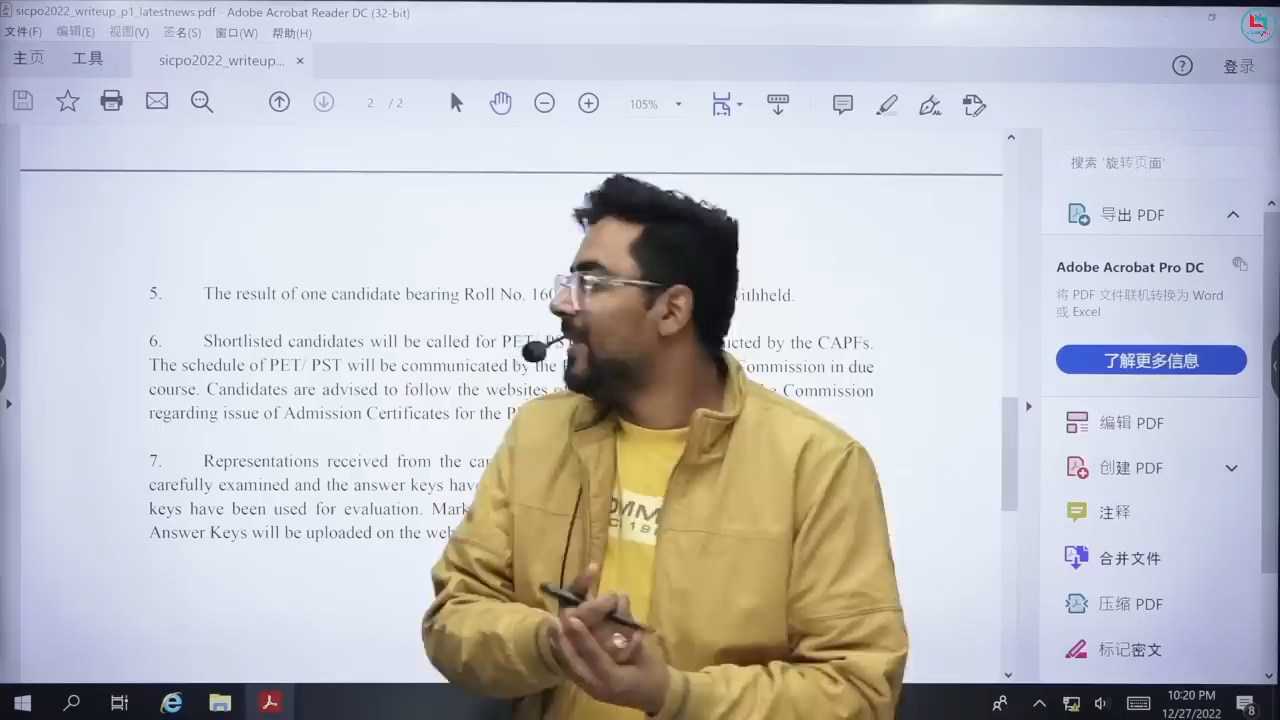 sicpo2022_writeup_p1_latestnews.pdf - Adobe Acrobat Reader DC (32-bit)
文件(F) 编辑(E) 视图(V) 签名(S) 窗口(W) 帮助(H)
主页 工具 sicpo2022_writeup... × 登录
2 / 2 105%
搜索 '旋转页面'
导出 PDF
Adobe Acrobat Pro DC
将 PDF 文件联机转换为 Word
或 Excel
了解更多信息
编辑 PDF
创建 PDF
注释
合并文件
压缩 PDF
标记密文
5. The result of one candidate bearing Roll No. withheld.
6. Shortlisted candidates will be called for PET/ by the CAPFs.
The schedule of PET/ PST will be communicated by the Commission in due
course. Candidates are advised to follow the websites Commission
regarding issue of Admission Certificates for the
7. Representations received from the
carefully examined and the answer keys
keys have been used for evaluation.
Answer Keys will be uploaded on the
10:20 PM
12/27/2022
8